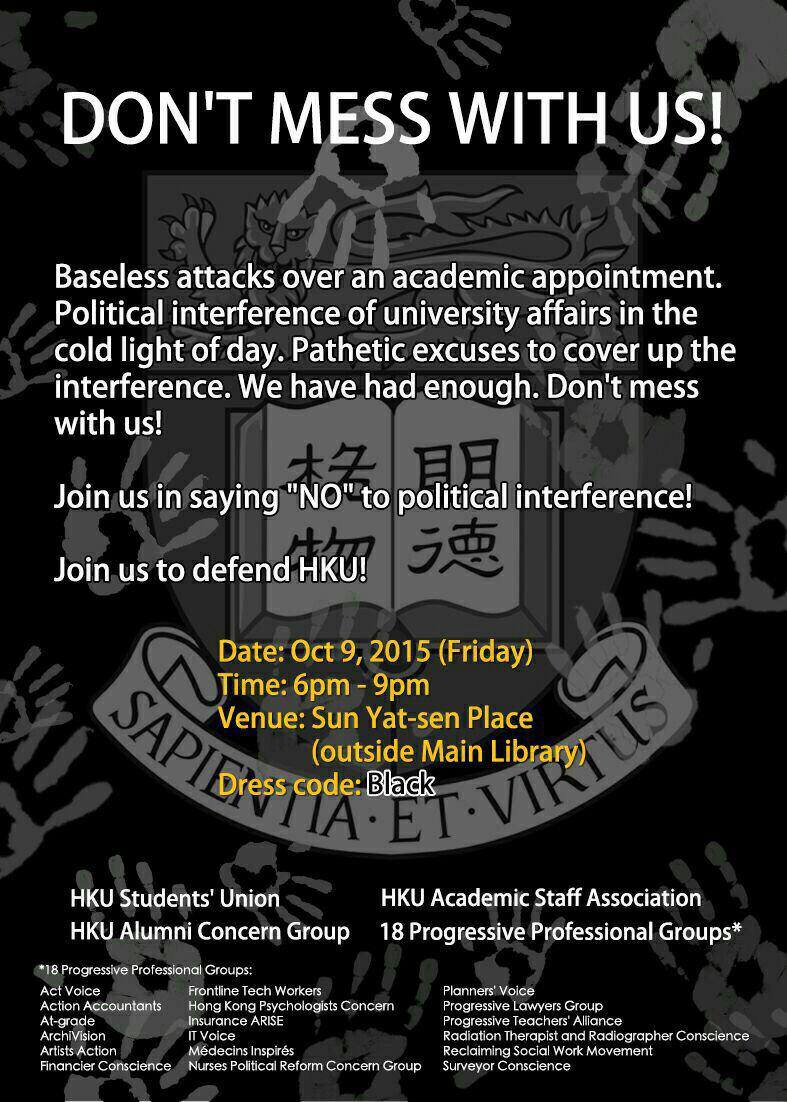 DON'T MESS WITH US!
Baseless attacks over an academic appointment.
Political interference of university affairs in the
cold light of day. Pathetic excuses to cover up the
interference. We have had enough. Don't mess
with us!
Join us in saying "NO" to political interference!
Join us to defend HKU!
格物
明德
Date: Oct 9, 2015 (Friday)
Time: 6pm - 9pm
Venue: Sun Yat-sen Place
(outside Main Library)
Dress code: Black
SAPIENTIA · ET · VIRTUS
HKU Students' Union
HKU Academic Staff Association
HKU Alumni Concern Group
18 Progressive Professional Groups*
*18 Progressive Professional Groups:
Act Voice
Action Accountants
At-grade
ArchiVision
Artists Action
Financier Conscience
Frontline Tech Workers
Hong Kong Psychologists Concern
Insurance ARISE
IT Voice
Médecins Inspirés
Nurses Political Reform Concern Group
Planners' Voice
Progressive Lawyers Group
Progressive Teachers' Alliance
Radiation Therapist and Radiographer Conscience
Reclaiming Social Work Movement
Surveyor Conscience